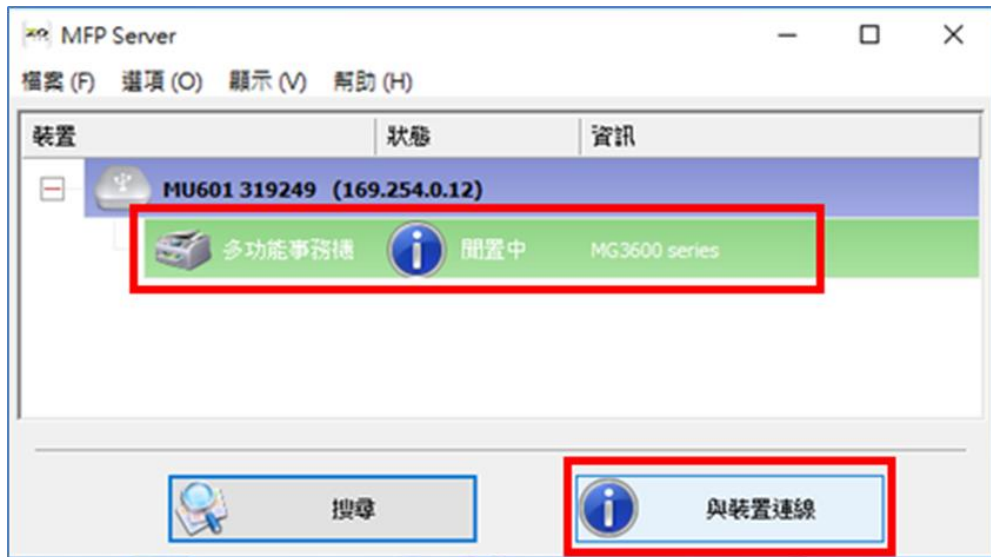 MFP Server
檔案 (F) 選項 (O) 顯示 (V) 幫助 (H)
裝置 狀態 資訊
MU601 319249 (169.254.0.12)
多功能事務機 閒置中 MG3600 series
搜尋 與裝置連線